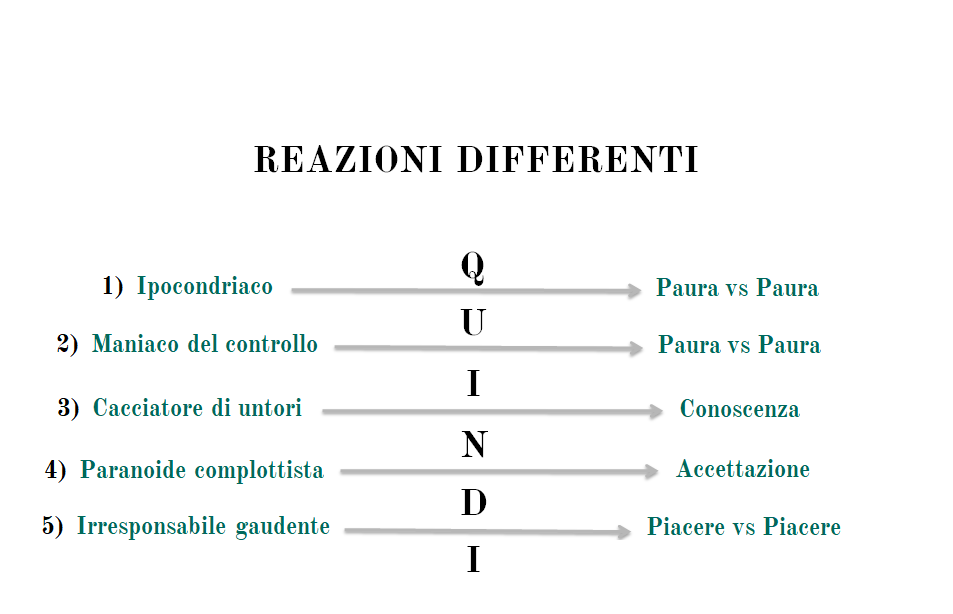 REAZIONI DIFFERENTI
Q
1) Ipocondriaco Paura vs Paura
U
2) Maniaco del controllo Paura vs Paura
I
3) Cacciatore di untori Conoscenza
N
4) Paranoide complottista Accettazione
D
5) Irresponsabile gaudente Piacere vs Piacere
I